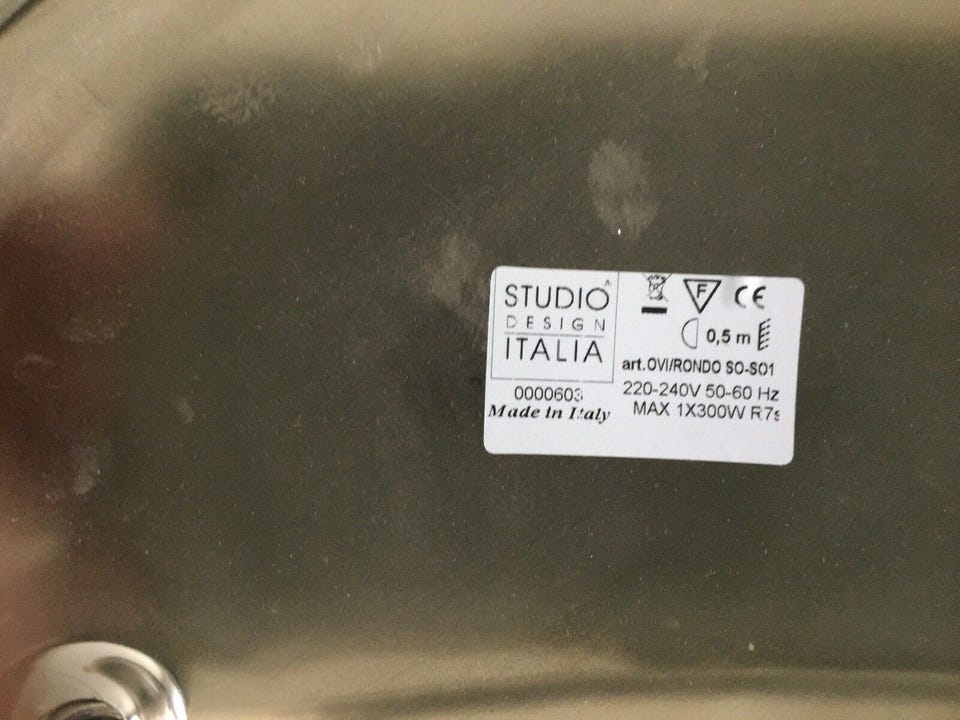 STUDIO®
DESIGN
ITALIA
0000603
Made in Italy
F CE
0,5 m
art.OVI/RONDO SO-SO1
220-240V 50-60 Hz
MAX 1X300W R7s